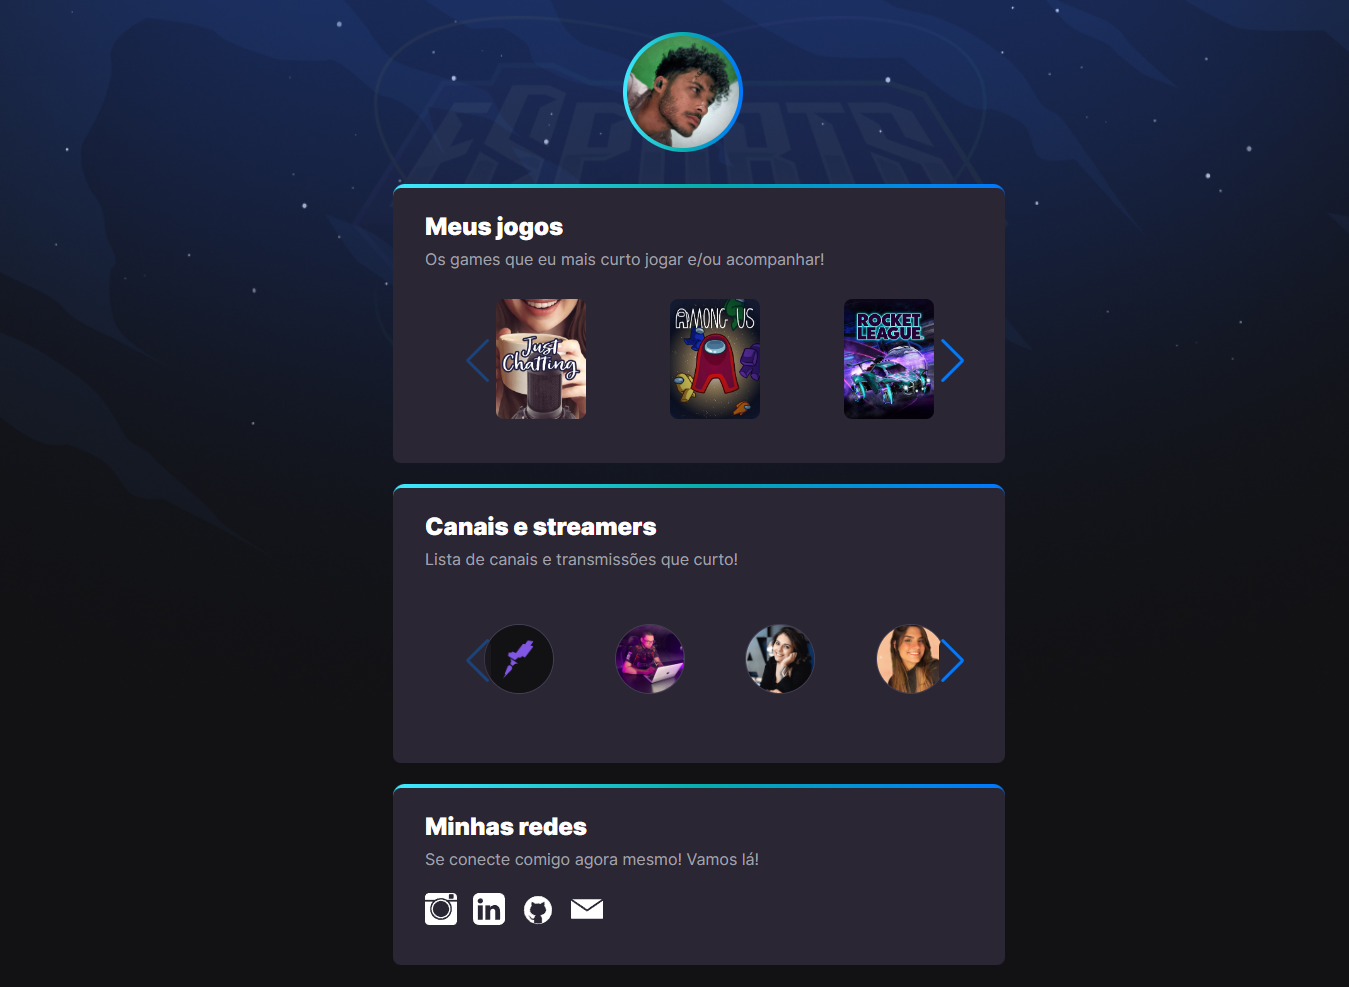 ESPORTS
Meus jogos
Os games que eu mais curto jogar e/ou acompanhar!
Just
Chatting
AMONG US
ROCKET
LEAGUE
Canais e streamers
Lista de canais e transmissões que curto!
Minhas redes
Se conecte comigo agora mesmo! Vamos lá!
in